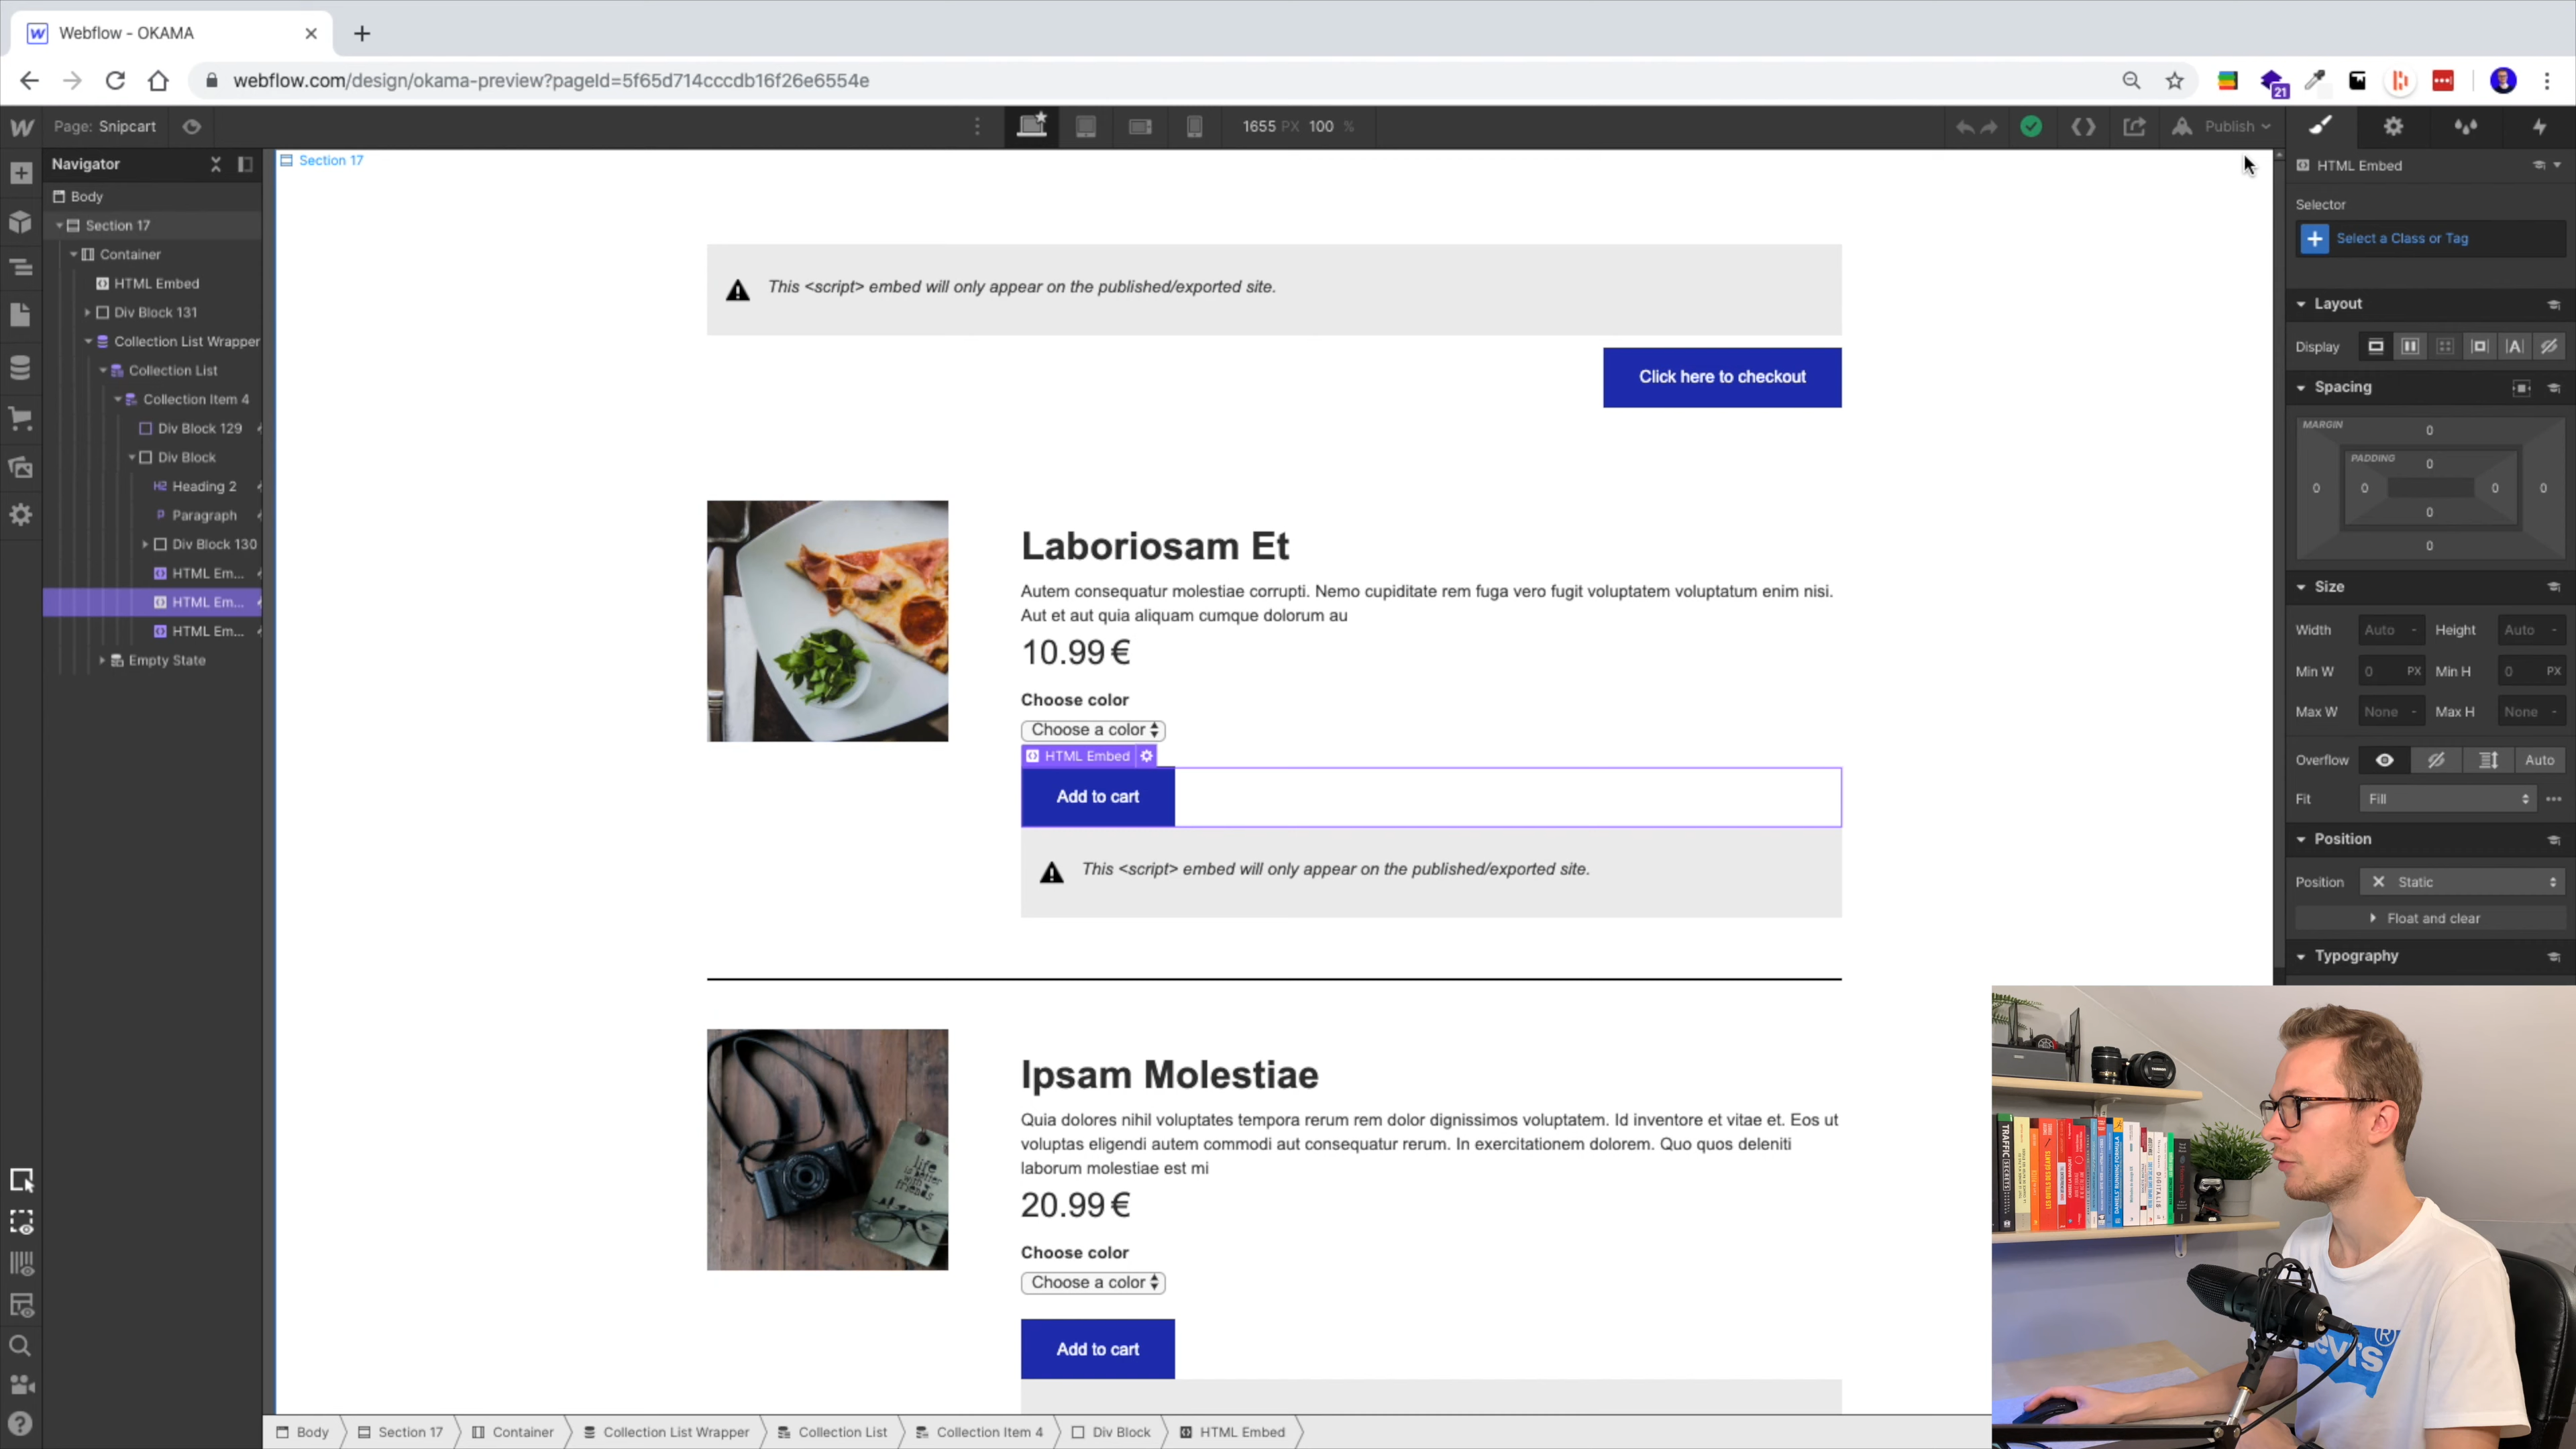 Webflow - OKAMA
webflow.com/design/okama-preview?pageId=5f65d714cccdb16f26e6554e
21
Page: Snipcart
1655 PX 100 %
Publish
Navigator
Body
Section 17
Container
HTML Embed
Div Block 131
Collection List Wrapper
Collection List
Collection Item 4
Div Block 129
Div Block
H2 Heading 2
P Paragraph
Div Block 130
HTML Em...
HTML Em...
HTML Em...
Empty State
Section 17
This <script> embed will only appear on the published/exported site.
Click here to checkout
Laboriosam Et
Autem consequatur molestiae corrupti. Nemo cupiditate rem fuga vero fugit voluptatem voluptatum enim nisi.
Aut et aut quia aliquam cumque dolorum au
10.99 €
Choose color
Choose a color
HTML Embed
Add to cart
This <script> embed will only appear on the published/exported site.
life is better with friends
Ipsam Molestiae
Quia dolores nihil voluptates tempora rerum rem dolor dignissimos voluptatem. Id inventore et vitae et. Eos ut
voluptas eligendi autem commodi aut consequatur rerum. In exercitationem dolorem. Quo quos deleniti
laborum molestiae est mi
20.99 €
Choose color
Choose a color
Add to cart
Body
Section 17
Container
Collection List Wrapper
Collection List
Collection Item 4
Div Block
HTML Embed
HTML Embed
Selector
Select a Class or Tag
Layout
Display
Spacing
MARGIN
0
PADDING
0
0 0 0 0
0
0
Size
Width Auto - Height Auto -
Min W 0 PX Min H 0 PX
Max W None - Max H None -
Overflow Auto
Fit Fill
Position
Position Static
Float and clear
Typography
TRAFFIC SECRETS